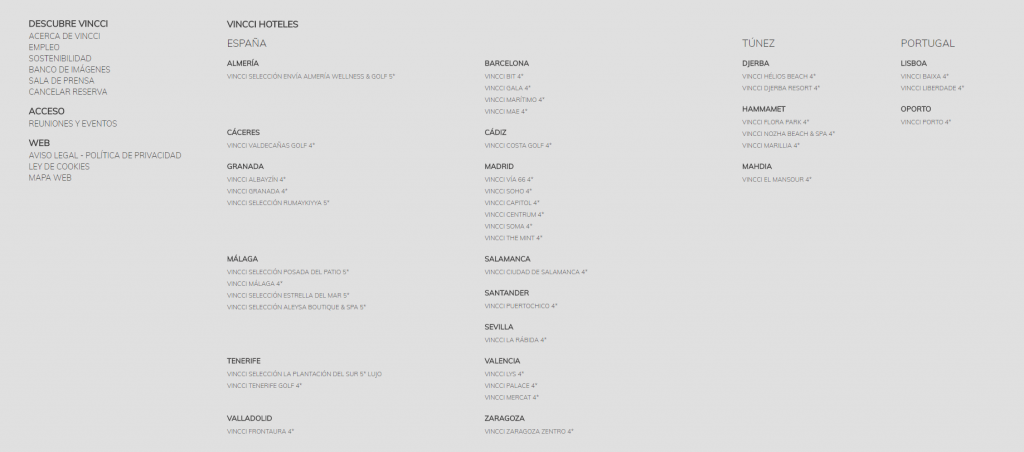 DESCUBRE VINCCI
ACERCA DE VINCCI
EMPLEO
SOSTENIBILIDAD
BANCO DE IMÁGENES
SALA DE PRENSA
CANCELAR RESERVA
ACCESO
REUNIONES Y EVENTOS
WEB
AVISO LEGAL - POLÍTICA DE PRIVACIDAD
LEY DE COOKIES
MAPA WEB
VINCCI HOTELES
ESPAÑA
ALMERÍA
VINCCI SELECCIÓN ENVÍA ALMERÍA WELLNESS & GOLF 5*
CÁCERES
VINCCI VALDECAÑAS GOLF 4*
GRANADA
VINCCI ALBAYZÍN 4*
VINCCI GRANADA 4*
VINCCI SELECCIÓN RUMAYKIYYA 5*
MÁLAGA
VINCCI SELECCIÓN POSADA DEL PATIO 5*
VINCCI MÁLAGA 4*
VINCCI SELECCIÓN ESTRELLA DEL MAR 5*
VINCCI SELECCIÓN ALEYSA BOUTIQUE & SPA 5*
TENERIFE
VINCCI SELECCIÓN LA PLANTACIÓN DEL SUR 5* LUJO
VINCCI TENERIFE GOLF 4*
VALLADOLID
VINCCI FRONTAURA 4*
BARCELONA
VINCCI BIT 4*
VINCCI GALA 4*
VINCCI MARÍTIMO 4*
VINCCI MAE 4*
CÁDIZ
VINCCI COSTA GOLF 4*
MADRID
VINCCI VÍA 66 4*
VINCCI SOHO 4*
VINCCI CAPITOL 4*
VINCCI CENTRUM 4*
VINCCI SOMA 4*
VINCCI THE MINT 4*
SALAMANCA
VINCCI CIUDAD DE SALAMANCA 4*
SANTANDER
VINCCI PUERTOCHICO 4*
SEVILLA
VINCCI LA RÁBIDA 4*
VALENCIA
VINCCI LYS 4*
VINCCI PALACE 4*
VINCCI MERCAT 4*
ZARAGOZA
VINCCI ZARAGOZA ZENTRO 4*
TÚNEZ
DJERBA
VINCCI HELIOS BEACH 4*
VINCCI DJERBA RESORT 4*
HAMMAMET
VINCCI FLORA PARK 4*
VINCCI NOZHA BEACH & SPA 4*
VINCCI MARILLIA 4*
MAHDIA
VINCCI EL MANSOUR 4*
PORTUGAL
LISBOA
VINCCI BAIXA 4*
VINCCI LIBERDADE 4*
OPORTO
VINCCI PORTO 4*